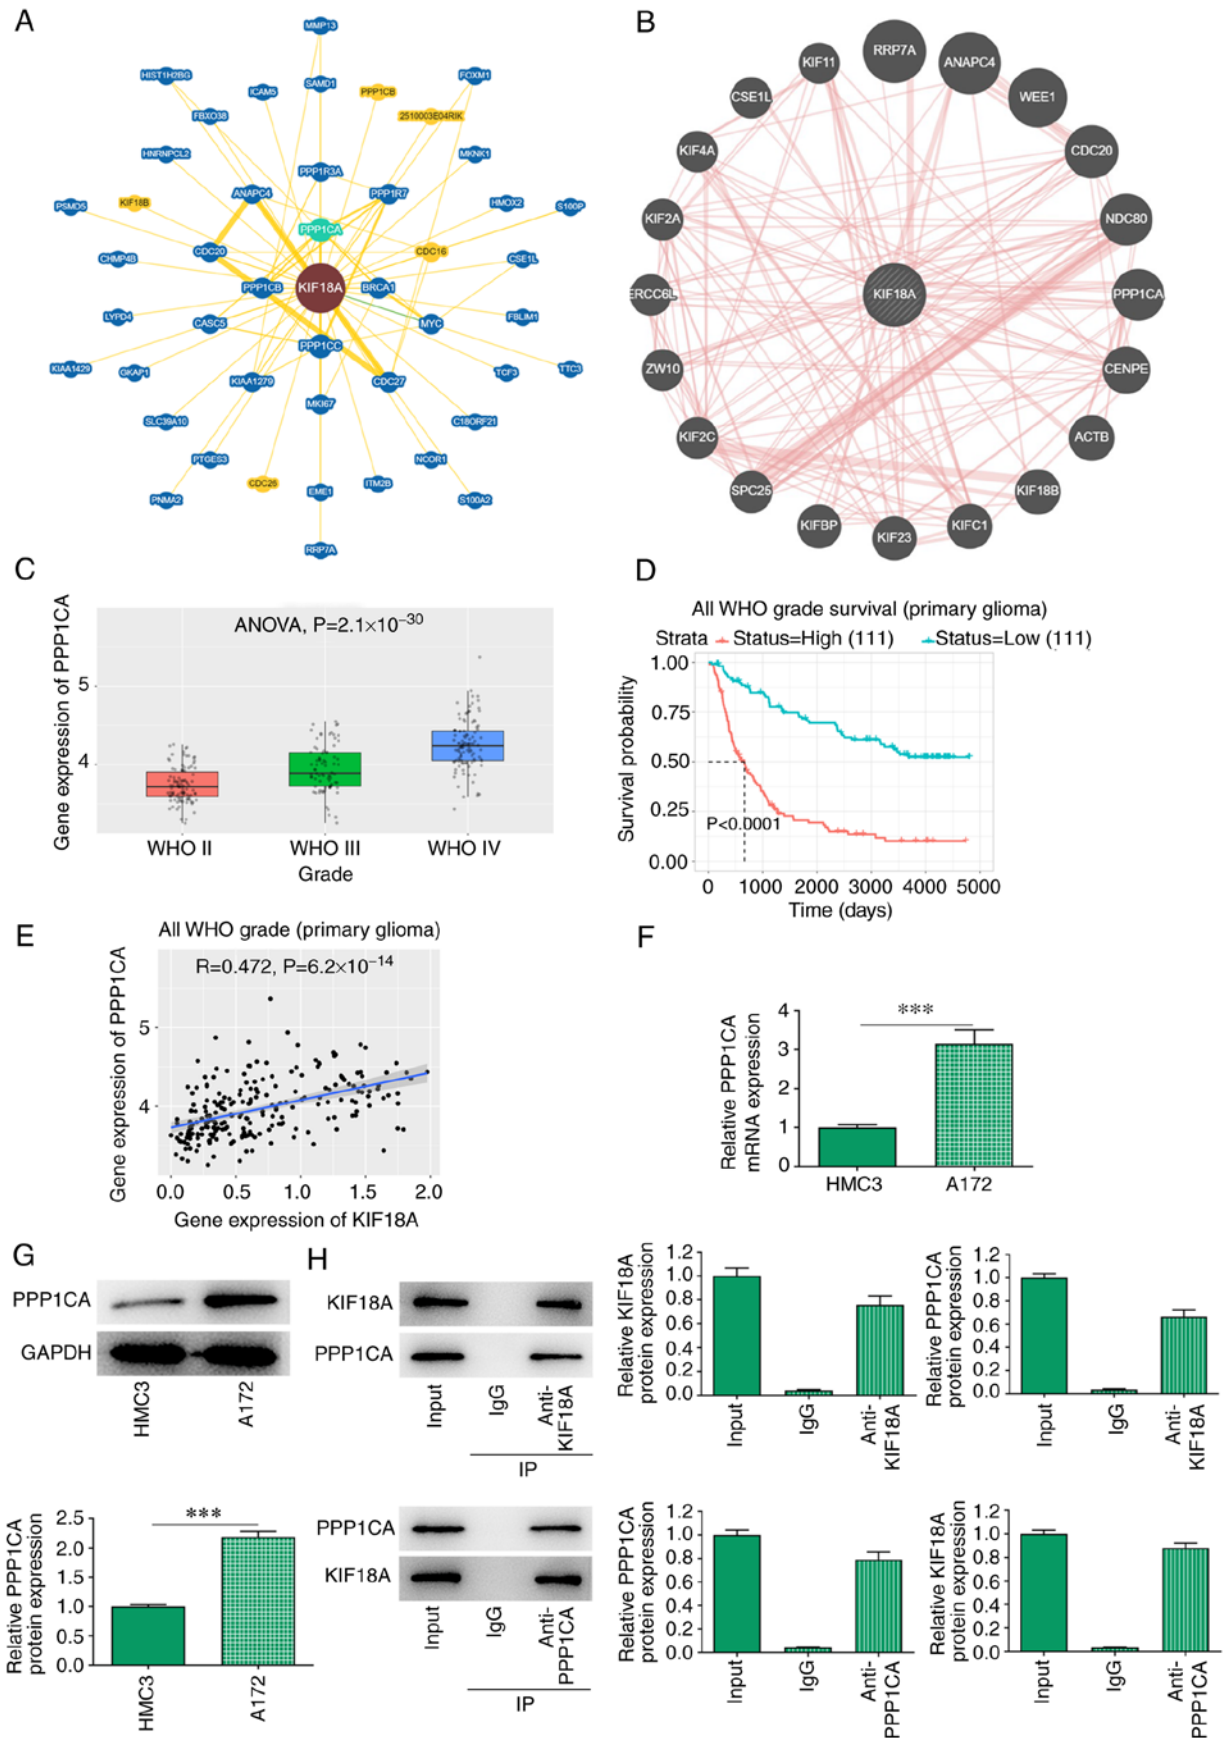 A
MMP13
HIST1H2BG
ICAM5
SAMD1
PPP1CB
FOXM1
FBXO38
2510003E04RIK
HNRNPCL2
PPP1R3A
MKNK1
ANAPC4
PPP1R7
PSMD5
KIF18B
HMOX2
S100P
PPP1CA
CDC20
CDC16
CHMP4B
CSE1L
PPP1CB
KIF18A
BRCA1
LYPD4
CASC5
MYC
FBLIM1
PPP1CC
KIAA1429
GKAP1
KIAA1279
CDC27
TCF3
TTC3
MKI67
SLC39A10
C18ORF21
PTGES3
NCOR1
CDC26
EME1
ITM2B
PNMA2
S100A2
RRP7A
B
RRP7A
KIF11
ANAPC4
CSE1L
WEE1
KIF4A
CDC20
KIF2A
NDC80
ERCC6L
KIF18A
PPP1CA
ZW10
CENPE
KIF2C
ACTB
SPC25
KIF18B
KIFBP
KIF23
KIFC1
C
ANOVA, P=2.1×10−30
Gene expression of PPP1CA
5
4
WHO II
WHO III
WHO IV
Grade
D
All WHO grade survival (primary glioma)
Strata Status=High (111) Status=Low (111)
Survival probability
1.00
0.75
0.50
0.25
0.00
P<0.0001
0 1000 2000 3000 4000 5000
Time (days)
E
All WHO grade (primary glioma)
R=0.472, P=6.2×10−14
Gene expression of PPP1CA
5
4
0.0 0.5 1.0 1.5 2.0
Gene expression of KIF18A
F
Relative PPP1CA
mRNA expression
4
3
2
1
0
***
HMC3
A172
G
PPP1CA
GAPDH
HMC3
A172
Relative PPP1CA
protein expression
2.5
2.0
1.5
1.0
0.5
0.0
***
HMC3
A172
H
KIF18A
PPP1CA
Input
IgG
Anti-
KIF18A
IP
Relative KIF18A
protein expression
1.2
1.0
0.8
0.6
0.4
0.2
0.0
Input
IgG
Anti-
KIF18A
Relative PPP1CA
protein expression
1.2
1.0
0.8
0.6
0.4
0.2
0.0
Input
IgG
Anti-
KIF18A
PPP1CA
KIF18A
Input
IgG
Anti-
PPP1CA
IP
Relative PPP1CA
protein expression
1.2
1.0
0.8
0.6
0.4
0.2
0.0
Input
IgG
Anti-
PPP1CA
Relative KIF18A
protein expression
1.2
1.0
0.8
0.6
0.4
0.2
0.0
Input
IgG
Anti-
PPP1CA